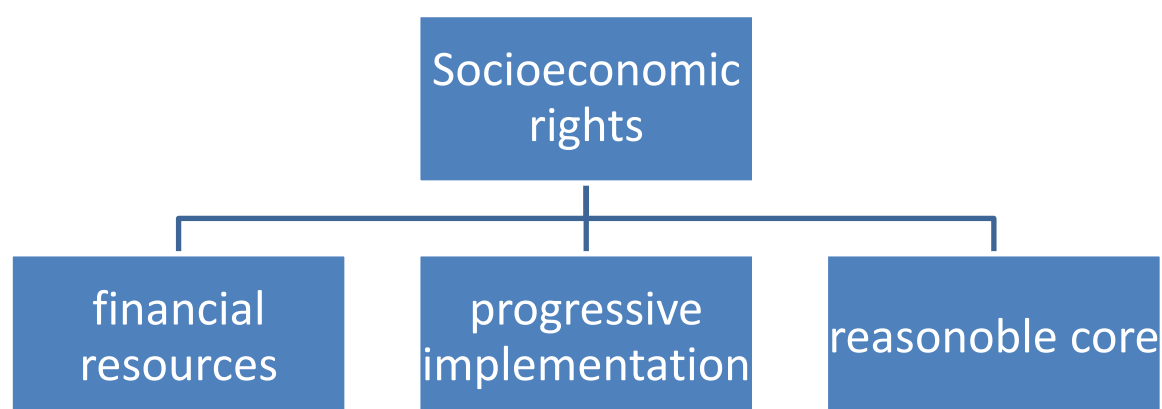 Socioeconomic
rights
financial
resources
progressive
implementation
reasonoble core